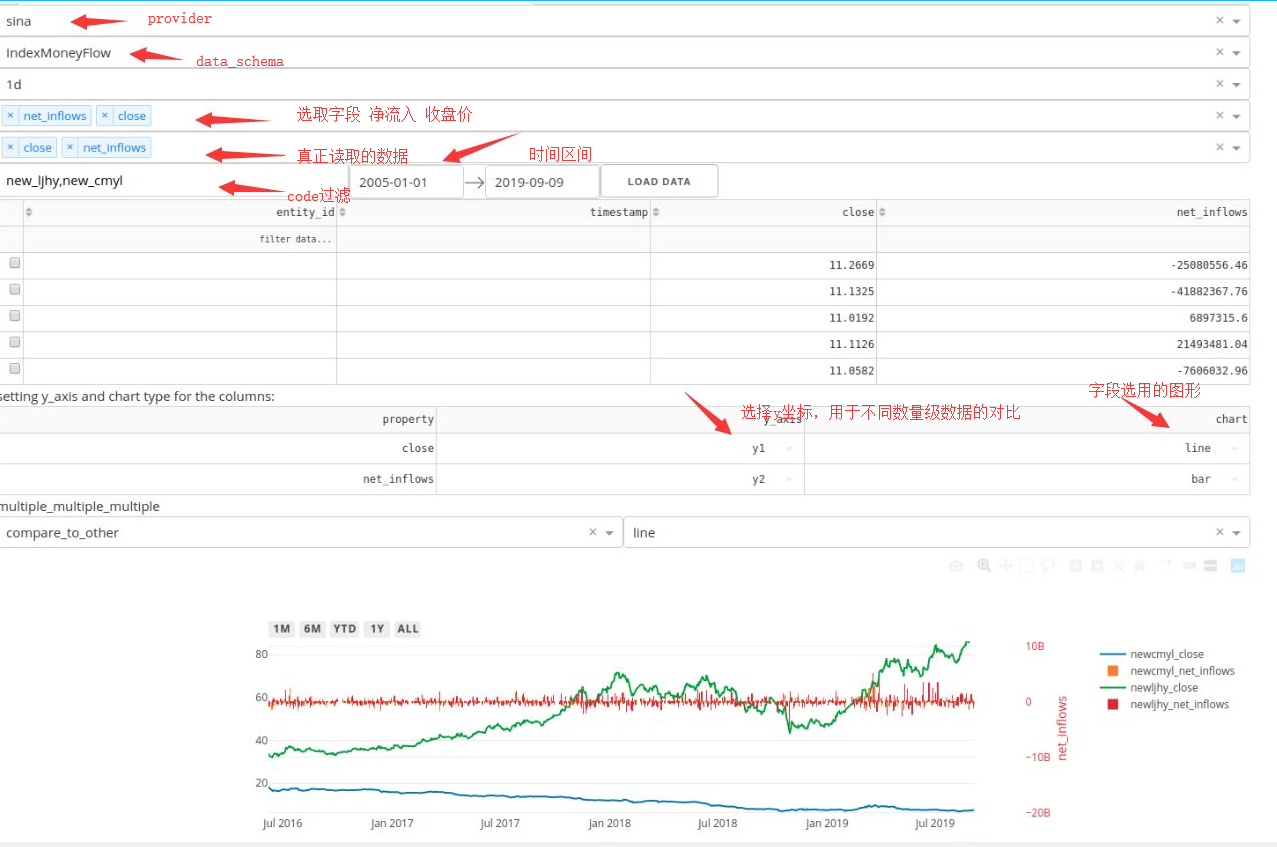 sina provider
IndexMoneyFlow data_schema
1d
× net_inflows × close 选取字段 净流入 收盘价
× close × net_inflows 真正读取的数据 时间区间
new_ljhy,new_cmyl code过滤 2005-01-01 → 2019-09-09 LOAD DATA
entity_id timestamp close net_inflows
filter data...
11.2669 -25080556.46
11.1325 -41882367.76
11.0192 6897315.6
11.1126 21493481.04
11.0582 -7606032.96
setting y_axis and chart type for the columns:
选择y坐标，用于不同数量级数据的对比 字段选用的图形
property y_axis chart
close y1 line
net_inflows y2 bar
multiple_multiple_multiple
compare_to_other line
1M 6M YTD 1Y ALL
80
60
40
20
10B
0
−10B
−20B
net_inflows
Jul 2016 Jan 2017 Jul 2017 Jan 2018 Jul 2018 Jan 2019 Jul 2019
newcmyl_close
newcmyl_net_inflows
newljhy_close
newljhy_net_inflows